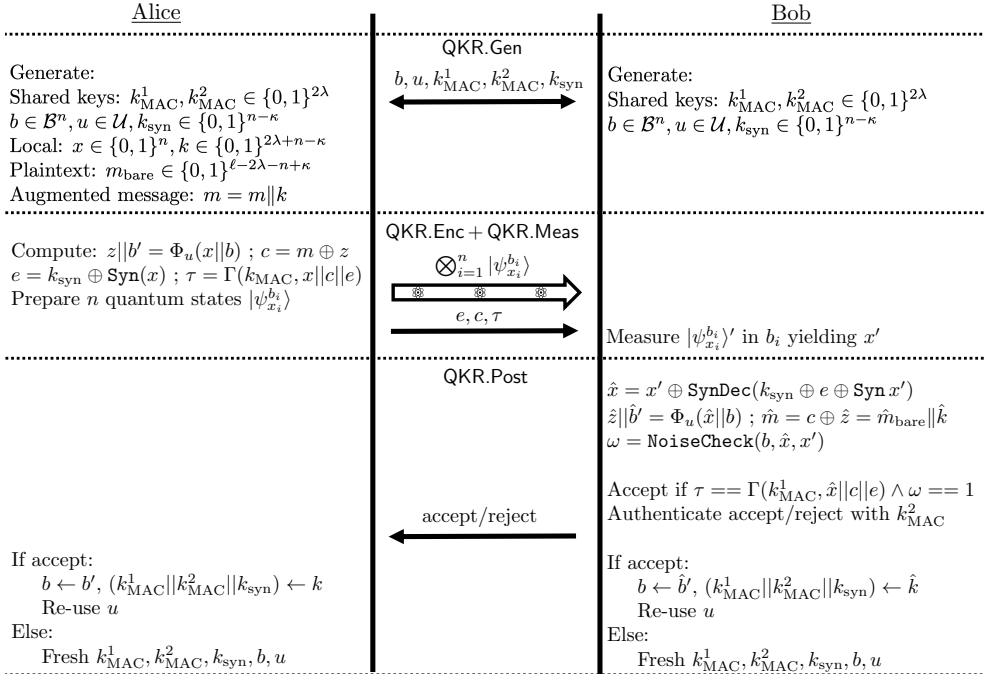 Alice
Bob
QKR.Gen
b, u, k¹_MAC, k²_MAC, k_syn
Generate:
Shared keys: k¹_MAC, k²_MAC ∈ {0, 1}^{2λ}
b ∈ 𝓑ⁿ, u ∈ 𝒰, k_syn ∈ {0, 1}^{n−κ}
Local: x ∈ {0, 1}ⁿ, k ∈ {0, 1}^{2λ+n−κ}
Plaintext: m_bare ∈ {0, 1}^{ℓ−2λ−n+κ}
Augmented message: m = m‖k
Generate:
Shared keys: k¹_MAC, k²_MAC ∈ {0, 1}^{2λ}
b ∈ 𝓑ⁿ, u ∈ 𝒰, k_syn ∈ {0, 1}^{n−κ}
Compute: z||b′ = Φ_u(x||b) ; c = m ⊕ z
e = k_syn ⊕ Syn(x) ; τ = Γ(k_MAC, x||c||e)
Prepare n quantum states |ψ^{b_i}_{x_i}⟩
QKR.Enc + QKR.Meas
⨂ⁿ_{i=1} |ψ^{b_i}_{x_i}⟩
e, c, τ
Measure |ψ^{b_i}_{x_i}⟩′ in b_i yielding x′
QKR.Post
x̂ = x′ ⊕ SynDec(k_syn ⊕ e ⊕ Syn x′)
ẑ||b̂′ = Φ_u(x̂||b) ; m̂ = c ⊕ ẑ = m̂_bare‖k̂
ω = NoiseCheck(b, x̂, x′)
Accept if τ == Γ(k¹_MAC, x̂||c||e) ∧ ω == 1
Authenticate accept/reject with k²_MAC
accept/reject
If accept:
b ← b′, (k¹_MAC||k²_MAC||k_syn) ← k
Re-use u
Else:
Fresh k¹_MAC, k²_MAC, k_syn, b, u
If accept:
b ← b̂′, (k¹_MAC||k²_MAC||k_syn) ← k̂
Re-use u
Else:
Fresh k¹_MAC, k²_MAC, k_syn, b, u